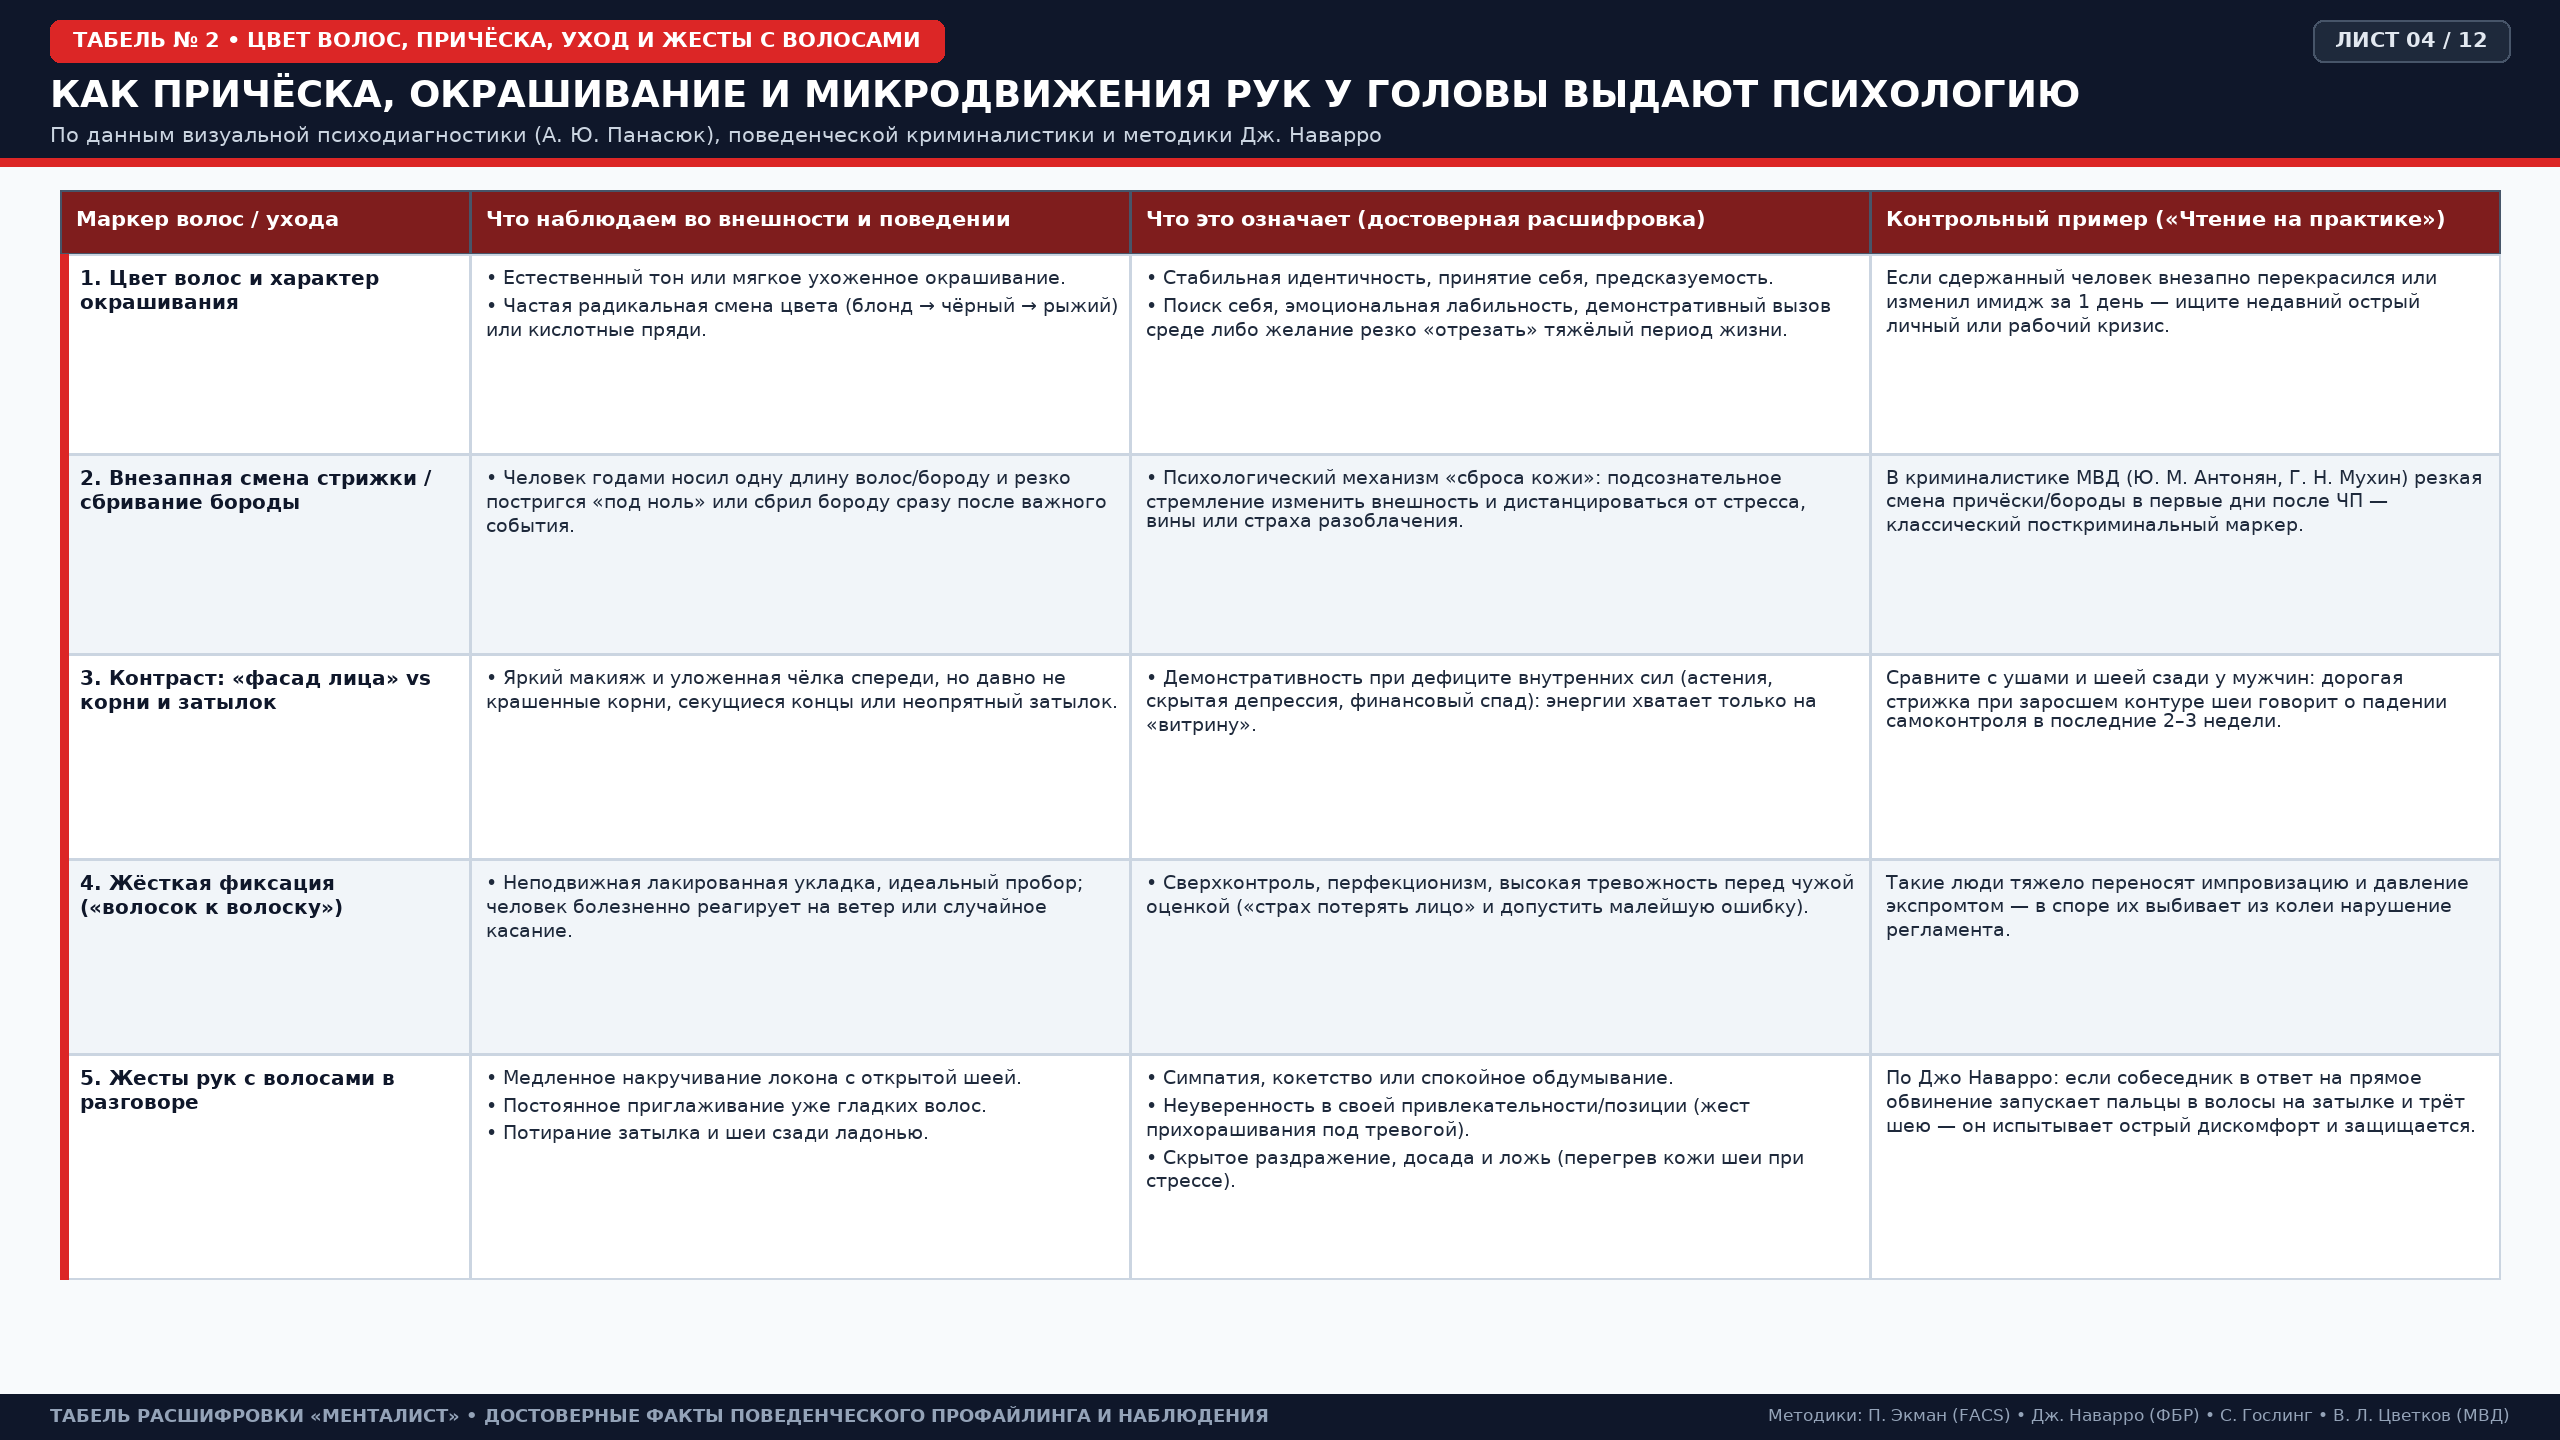 ТАБЕЛЬ № 2 • ЦВЕТ ВОЛОС, ПРИЧЁСКА, УХОД И ЖЕСТЫ С ВОЛОСАМИ
ЛИСТ 04 / 12
КАК ПРИЧЁСКА, ОКРАШИВАНИЕ И МИКРОДВИЖЕНИЯ РУК У ГОЛОВЫ ВЫДАЮТ ПСИХОЛОГИЮ
По данным визуальной психодиагностики (А. Ю. Панасюк), поведенческой криминалистики и методики Дж. Наварро
Маркер волос / ухода
Что наблюдаем во внешности и поведении
Что это означает (достоверная расшифровка)
Контрольный пример («Чтение на практике»)
1. Цвет волос и характер
окрашивания
• Естественный тон или мягкое ухоженное окрашивание.
• Частая радикальная смена цвета (блонд → чёрный → рыжий)
или кислотные пряди.
• Стабильная идентичность, принятие себя, предсказуемость.
• Поиск себя, эмоциональная лабильность, демонстративный вызов
среде либо желание резко «отрезать» тяжёлый период жизни.
Если сдержанный человек внезапно перекрасился или
изменил имидж за 1 день — ищите недавний острый
личный или рабочий кризис.
2. Внезапная смена стрижки /
сбривание бороды
• Человек годами носил одну длину волос/бороду и резко
постригся «под ноль» или сбрил бороду сразу после важного
события.
• Психологический механизм «сброса кожи»: подсознательное
стремление изменить внешность и дистанцироваться от стресса,
вины или страха разоблачения.
В криминалистике МВД (Ю. М. Антонян, Г. Н. Мухин) резкая
смена причёски/бороды в первые дни после ЧП —
классический посткриминальный маркер.
3. Контраст: «фасад лица» vs
корни и затылок
• Яркий макияж и уложенная чёлка спереди, но давно не
крашенные корни, секущиеся концы или неопрятный затылок.
• Демонстративность при дефиците внутренних сил (астения,
скрытая депрессия, финансовый спад): энергии хватает только на
«витрину».
Сравните с ушами и шеей сзади у мужчин: дорогая
стрижка при заросшем контуре шеи говорит о падении
самоконтроля в последние 2–3 недели.
4. Жёсткая фиксация
(«волосок к волоску»)
• Неподвижная лакированная укладка, идеальный пробор;
человек болезненно реагирует на ветер или случайное
касание.
• Сверхконтроль, перфекционизм, высокая тревожность перед чужой
оценкой («страх потерять лицо» и допустить малейшую ошибку).
Такие люди тяжело переносят импровизацию и давление
экспромтом — в споре их выбивает из колеи нарушение
регламента.
5. Жесты рук с волосами в
разговоре
• Медленное накручивание локона с открытой шеей.
• Постоянное приглаживание уже гладких волос.
• Потирание затылка и шеи сзади ладонью.
• Симпатия, кокетство или спокойное обдумывание.
• Неуверенность в своей привлекательности/позиции (жест
прихорашивания под тревогой).
• Скрытое раздражение, досада и ложь (перегрев кожи шеи при
стрессе).
По Джо Наварро: если собеседник в ответ на прямое
обвинение запускает пальцы в волосы на затылке и трёт
шею — он испытывает острый дискомфорт и защищается.
ТАБЕЛЬ РАСШИФРОВКИ «МЕНТАЛИСТ» • ДОСТОВЕРНЫЕ ФАКТЫ ПОВЕДЕНЧЕСКОГО ПРОФАЙЛИНГА И НАБЛЮДЕНИЯ
Методики: П. Экман (FACS) • Дж. Наварро (ФБР) • С. Гослинг • В. Л. Цветков (МВД)